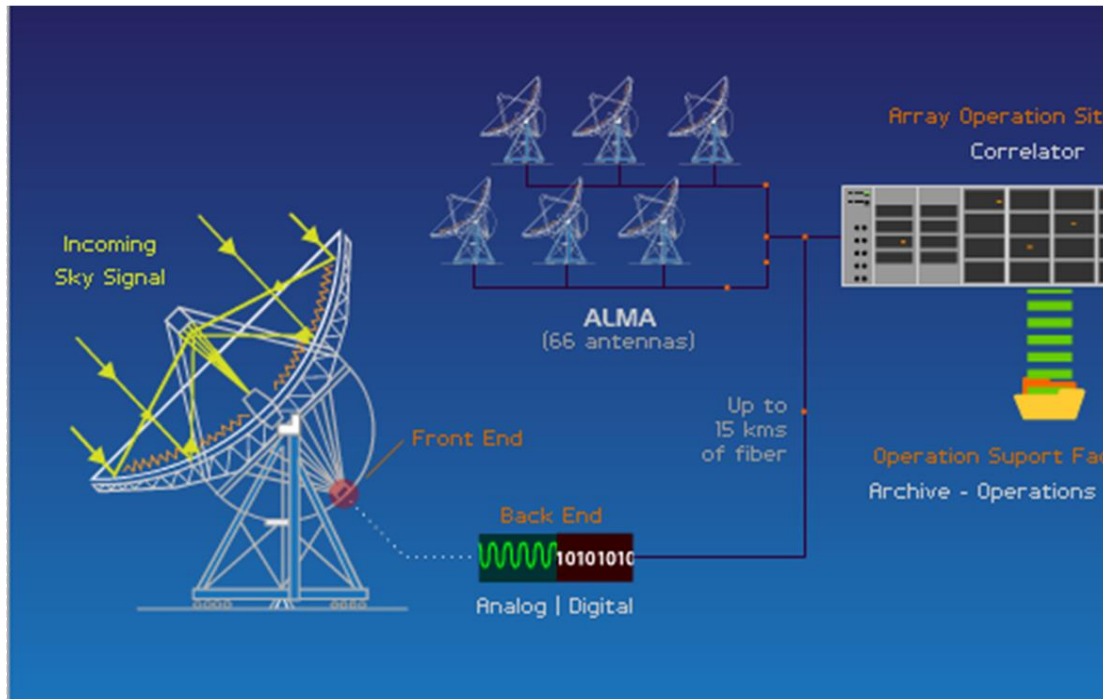 Array Operation Sit
Correlator
Incoming
Sky Signal
ALMA
(66 antennas)
Up to
15 kms
of fiber
Front End
Operation Suport Fac
Archive - Operations
Back End
10101010
Analog | Digital